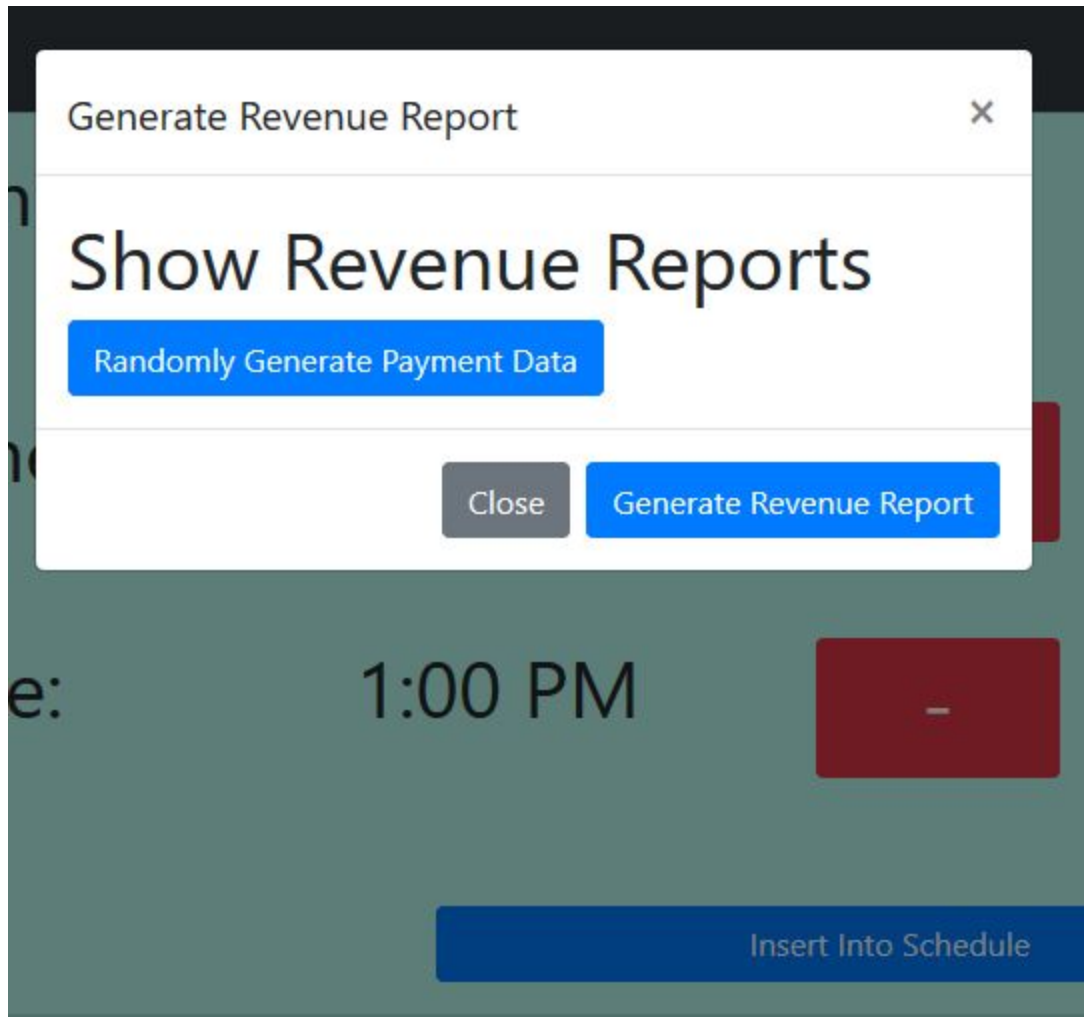 Generate Revenue Report ×
Show Revenue Reports
Randomly Generate Payment Data
Close Generate Revenue Report
e: 1:00 PM -
Insert Into Schedule